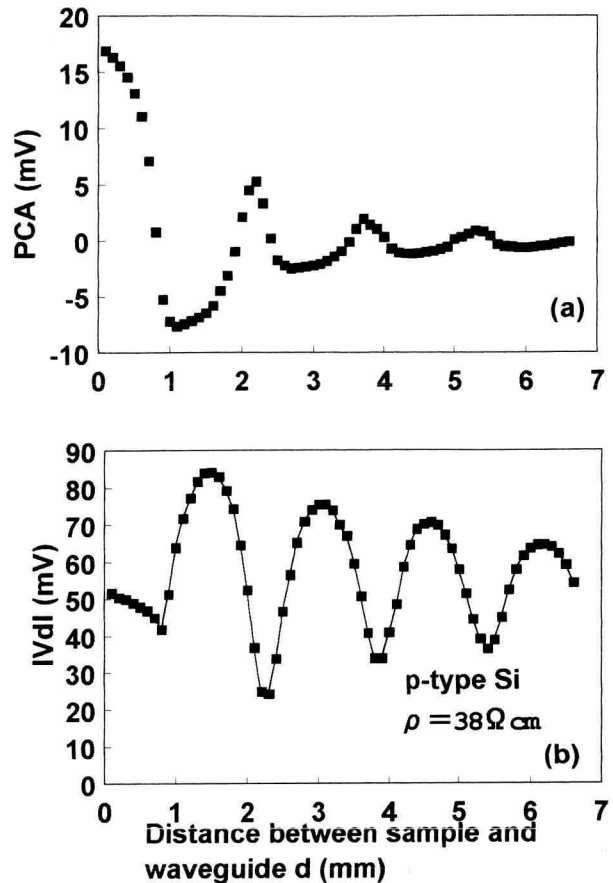 20
15
10
5
0
-5
-10
PCA (mV)
(a)
0 1 2 3 4 5 6 7
90
80
70
60
50
40
30
20
10
0
IVdI (mV)
p-type Si
ρ = 38 Ω cm
(b)
0 1 2 3 4 5 6 7
Distance between sample and
waveguide d (mm)